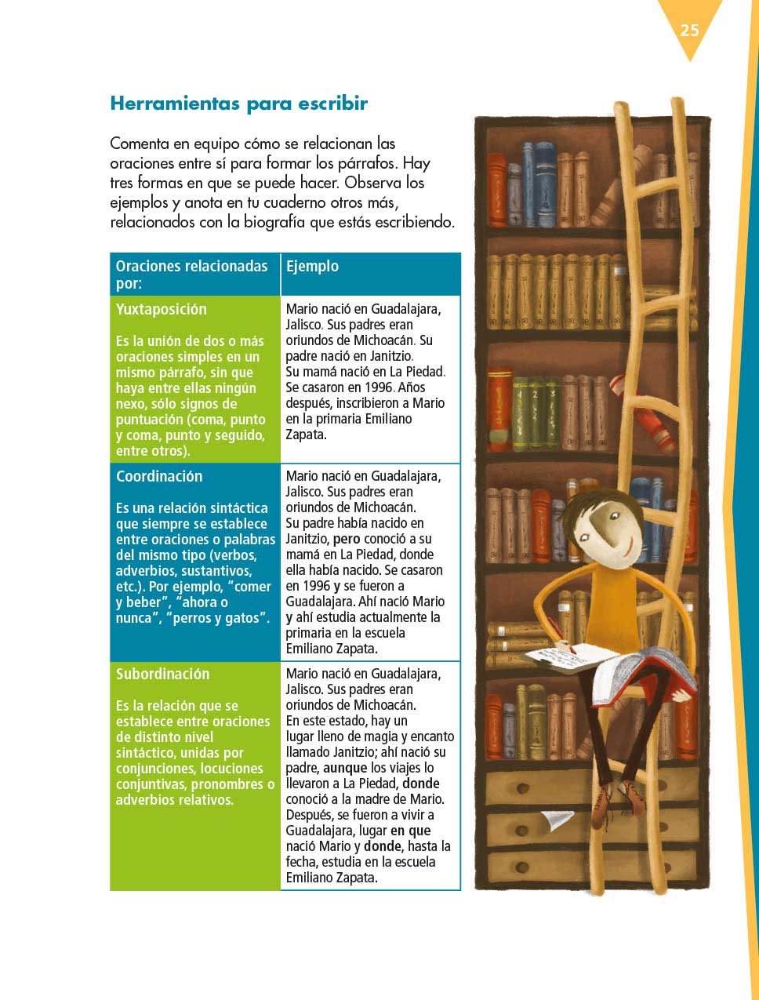 25
Herramientas para escribir
Comenta en equipo cómo se relacionan las
oraciones entre sí para formar los párrafos. Hay
tres formas en que se puede hacer. Observa los
ejemplos y anota en tu cuaderno otros más,
relacionados con la biografía que estás escribiendo.
Oraciones relacionadas
por:
Ejemplo
Yuxtaposición
Es la unión de dos o más
oraciones simples en un
mismo párrafo, sin que
haya entre ellas ningún
nexo, sólo signos de
puntuación (coma, punto
y coma, punto y seguido,
entre otros).
Mario nació en Guadalajara,
Jalisco. Sus padres eran
oriundos de Michoacán. Su
padre nació en Janitzio.
Su mamá nació en La Piedad.
Se casaron en 1996. Años
después, inscribieron a Mario
en la primaria Emiliano
Zapata.
Coordinación
Es una relación sintáctica
que siempre se establece
entre oraciones o palabras
del mismo tipo (verbos,
adverbios, sustantivos,
etc.). Por ejemplo, “comer
y beber”, “ahora o
nunca”, “perros y gatos”.
Mario nació en Guadalajara,
Jalisco. Sus padres eran
oriundos de Michoacán.
Su padre había nacido en
Janitzio, pero conoció a su
mamá en La Piedad, donde
ella había nacido. Se casaron
en 1996 y se fueron a
Guadalajara. Ahí nació Mario
y ahí estudia actualmente la
primaria en la escuela
Emiliano Zapata.
Subordinación
Es la relación que se
establece entre oraciones
de distinto nivel
sintáctico, unidas por
conjunciones, locuciones
conjuntivas, pronombres o
adverbios relativos.
Mario nació en Guadalajara,
Jalisco. Sus padres eran
oriundos de Michoacán.
En este estado, hay un
lugar lleno de magia y encanto
llamado Janitzio; ahí nació su
padre, aunque los viajes lo
llevaron a La Piedad, donde
conoció a la madre de Mario.
Después, se fueron a vivir a
Guadalajara, lugar en que
nació Mario y donde, hasta la
fecha, estudia en la escuela
Emiliano Zapata.
1 2 3